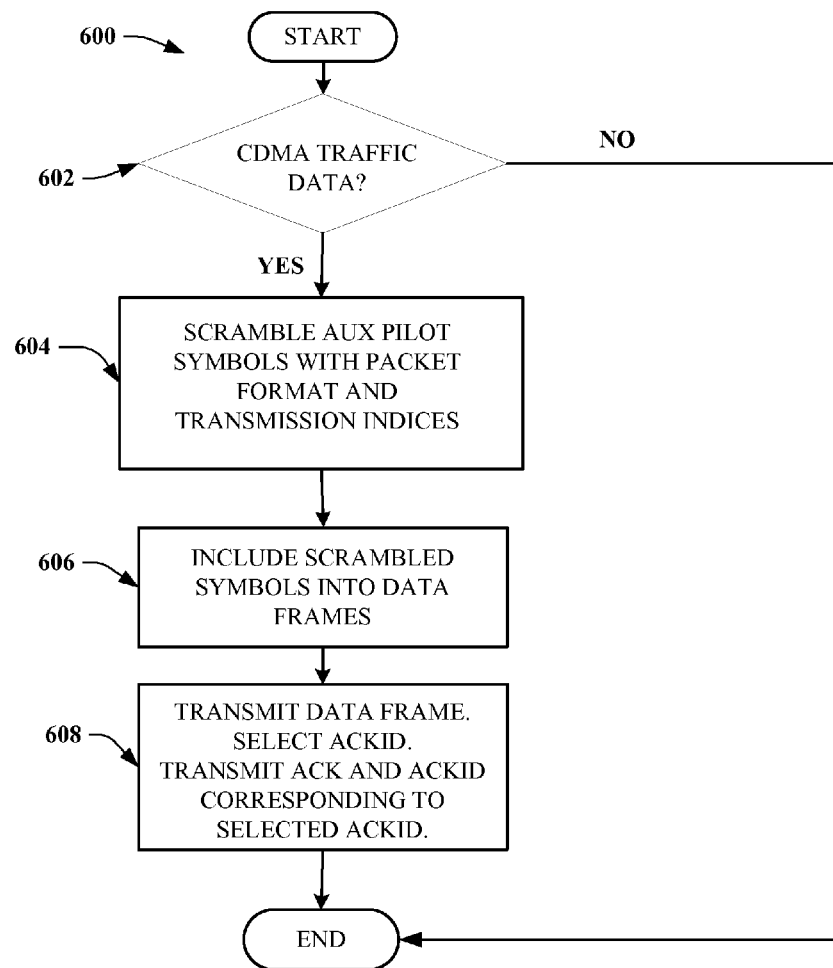 600
START
602
CDMA TRAFFIC
DATA?
NO
YES
604
SCRAMBLE AUX PILOT
SYMBOLS WITH PACKET
FORMAT AND
TRANSMISSION INDICES
606
INCLUDE SCRAMBLED
SYMBOLS INTO DATA
FRAMES
608
TRANSMIT DATA FRAME.
SELECT ACKID.
TRANSMIT ACK AND ACKID
CORRESPONDING TO
SELECTED ACKID.
END